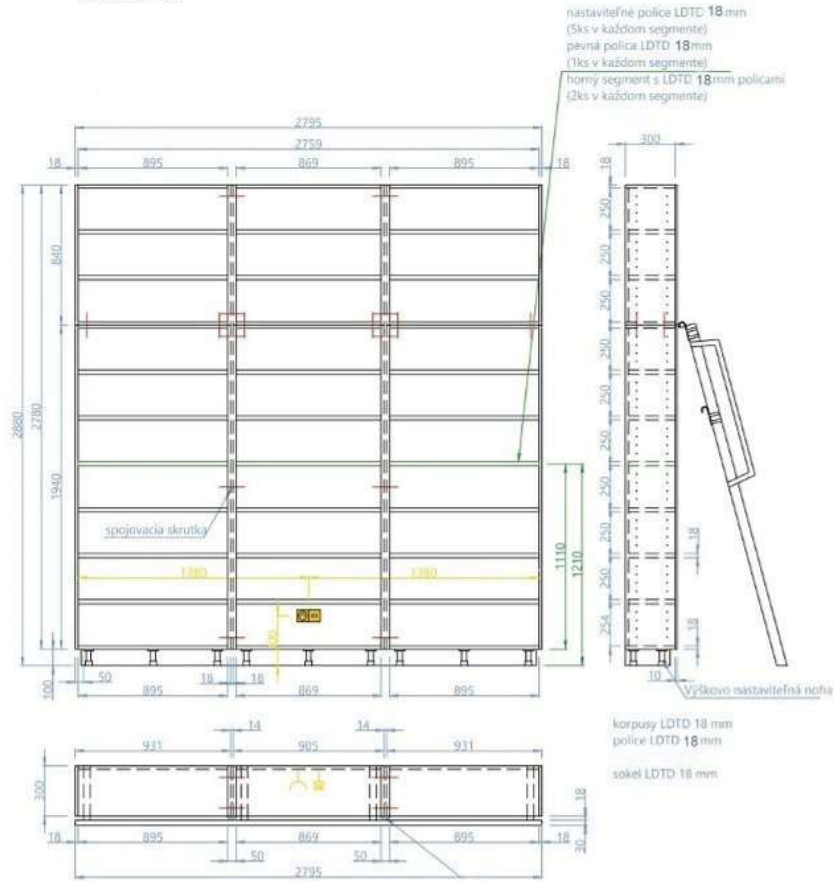 nastaviteľné police LDTD 18 mm
(5ks v každom segmente)
pevná polica LDTD 18mm
(1ks v každom segmente)
horný segment s LDTD 18mm policami
(2ks v každom segmente)
2795
2759
18 895 869 895 18
300
18
250
250
250
250
250
250
250
250
250
254
18
18
10
840
1940
2780
2880
100
spojovacia skrutka
1380 1380
1110
1210
50 18 18
895 869 895
Výškovo nastaviteľná noha
14 14
931 905 931
300
18
30
18 895 869 895 18
50 50
2795
korpusy LDTD 18 mm
police LDTD 18 mm
sokel LDTD 18 mm